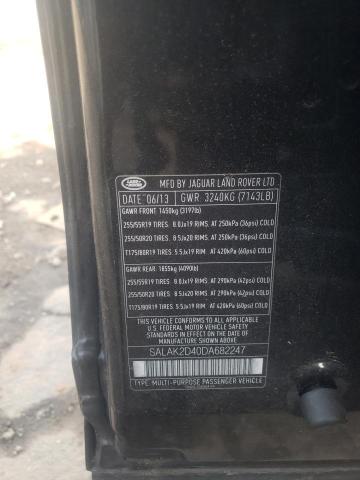 LAND ROVER
MFD BY JAGUAR LAND ROVER LTD
DATE 06/13 GWR 3240KG (7143LB)
GAWR FRONT: 1450kg (3197lb)
255/55R19 TIRES. 8.0Jx19 RIMS. AT 250kPa (36psi) COLD
255/50R20 TIRES. 8.5Jx20 RIMS. AT 250kPa (36psi) COLD
T175/80R19 TIRES. 5.5Jx19 RIM. AT 420kPa (60psi) COLD
GAWR REAR: 1855kg (4090lb)
255/55R19 TIRES. 8.0Jx19 RIMS. AT 290kPa (42psi) COLD
255/50R20 TIRES. 8.5Jx20 RIMS. AT 290kPa (42psi) COLD
T175/80R19 TIRES. 5.5Jx19 RIM. AT 420kPa (60psi) COLD
THIS VEHICLE CONFORMS TO ALL APPLICABLE
U.S. FEDERAL MOTOR VEHICLE SAFETY
STANDARDS IN EFFECT ON THE DATE OF
MANUFACTURE SHOWN ABOVE.
SALAK2D40DA682247
TYPE: MULTI-PURPOSE PASSENGER VEHICLE